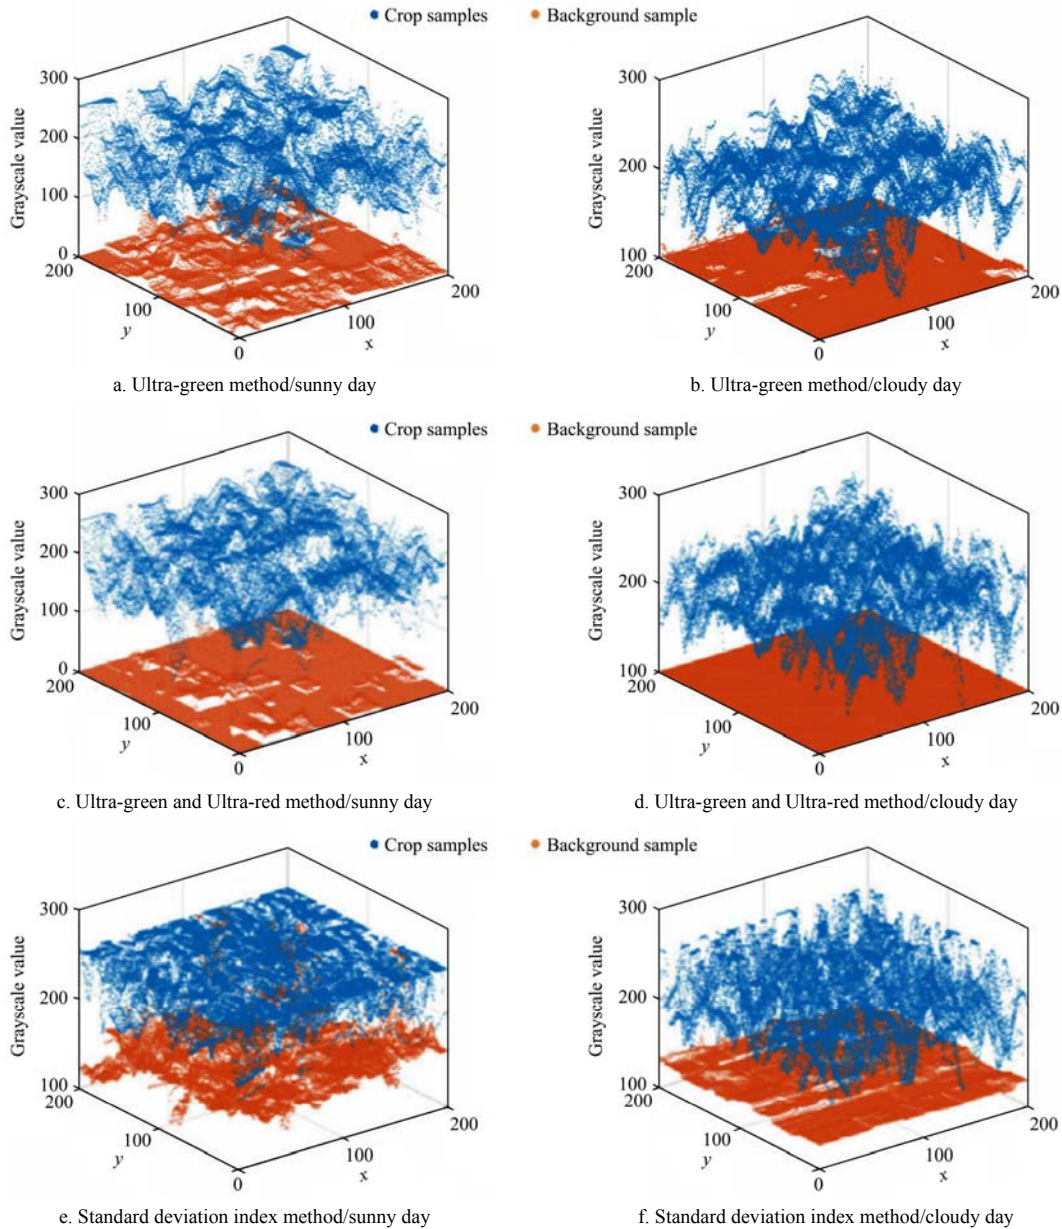 Crop samples Background sample
300
200
100
0
200
100
0
100
200
Grayscale value
y
x
a. Ultra-green method/sunny day
300
200
100
200
100
0
100
200
Grayscale value
y
x
b. Ultra-green method/cloudy day
Crop samples Background sample
300
200
100
0
200
100
0
100
200
Grayscale value
y
x
c. Ultra-green and Ultra-red method/sunny day
300
200
100
200
100
0
100
200
Grayscale value
y
x
d. Ultra-green and Ultra-red method/cloudy day
Crop samples Background sample
300
200
100
200
100
0
100
200
Grayscale value
y
x
e. Standard deviation index method/sunny day
300
200
100
200
100
0
100
200
Grayscale value
y
x
f. Standard deviation index method/cloudy day